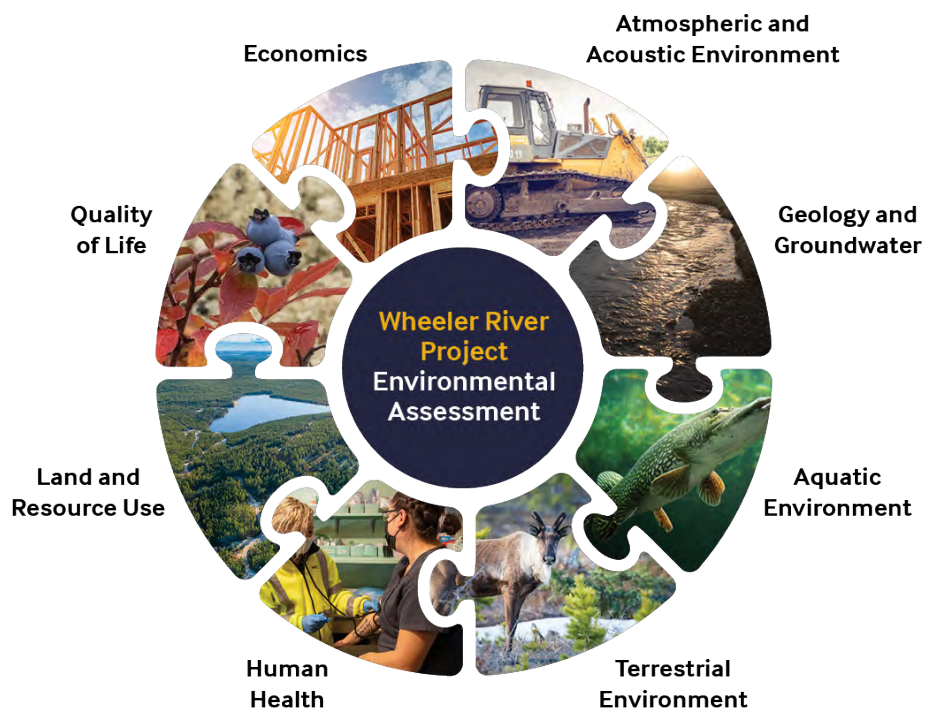 Atmospheric and
Acoustic Environment
Economics
Quality
of Life
Geology and
Groundwater
Wheeler River
Project
Environmental
Assessment
Land and
Resource Use
Aquatic
Environment
Human
Health
Terrestrial
Environment